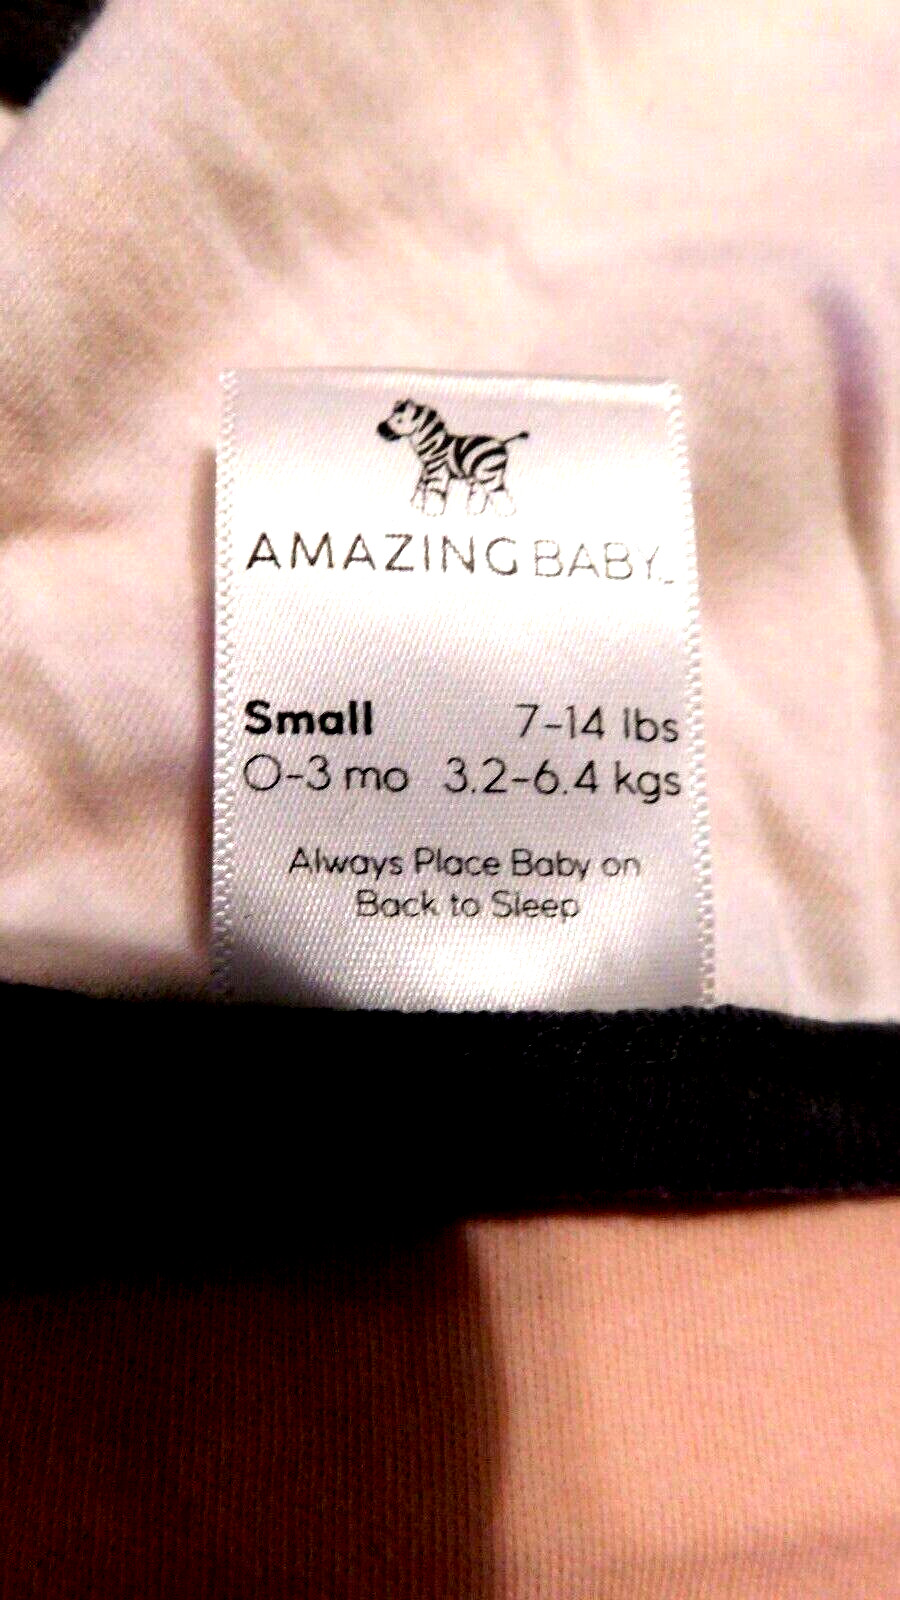 AMAZING BABY
Small 7-14 lbs
0-3 mo 3.2-6.4 kgs
Always Place Baby on
Back to Sleep